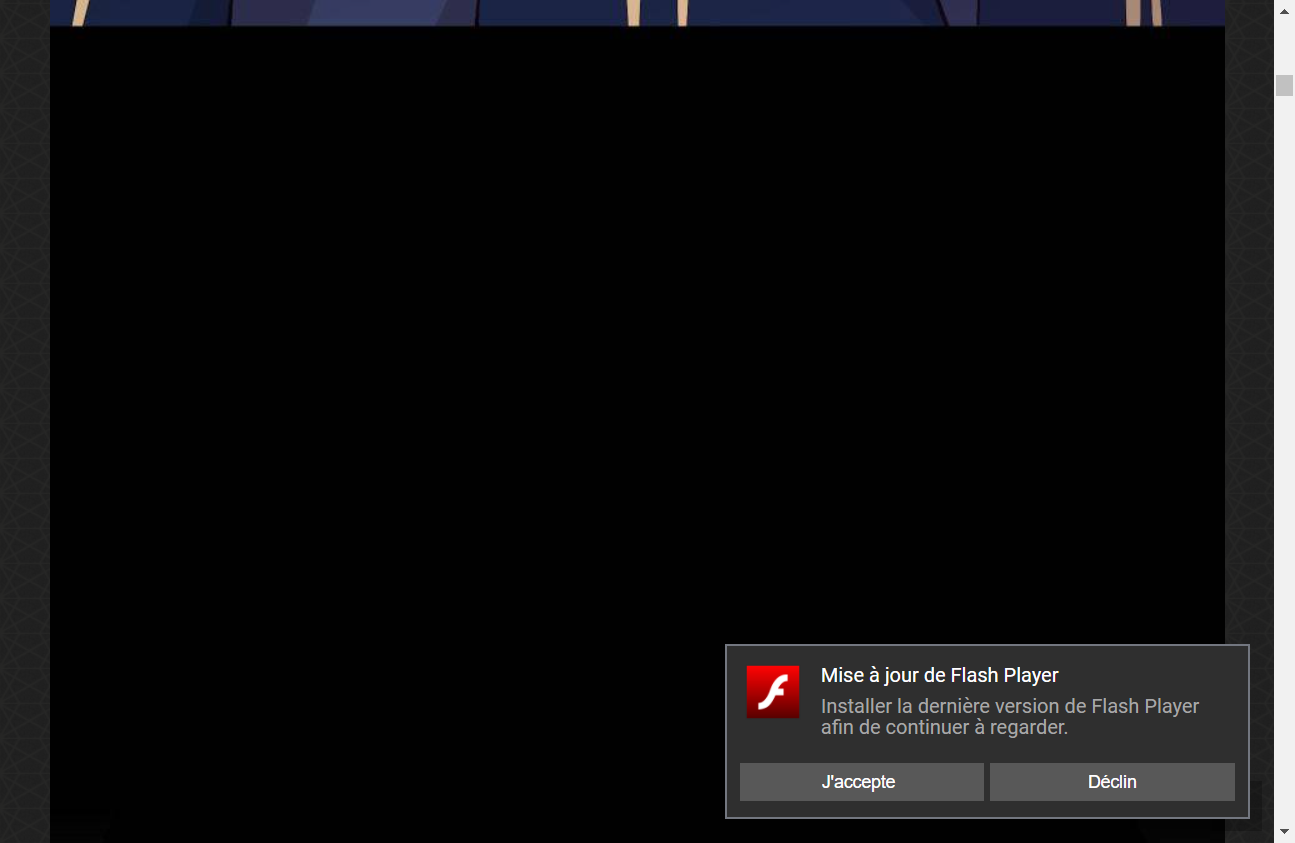 Mise à jour de Flash Player
Installer la dernière version de Flash Player
afin de continuer à regarder.
J'accepte
Déclin